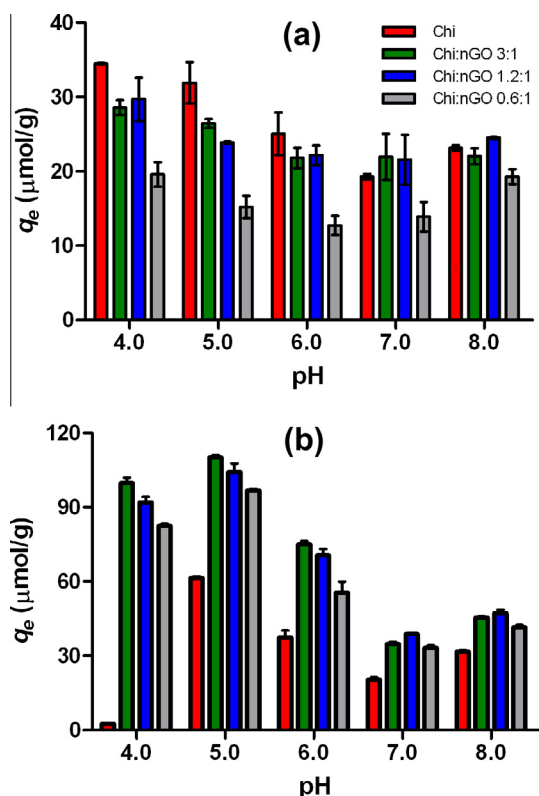 (a)
Chi
Chi:nGO 3:1
Chi:nGO 1.2:1
Chi:nGO 0.6:1
40
30
20
10
0
qe (µmol/g)
4.0 5.0 6.0 7.0 8.0
pH
(b)
120
90
60
30
0
qe (µmol/g)
4.0 5.0 6.0 7.0 8.0
pH